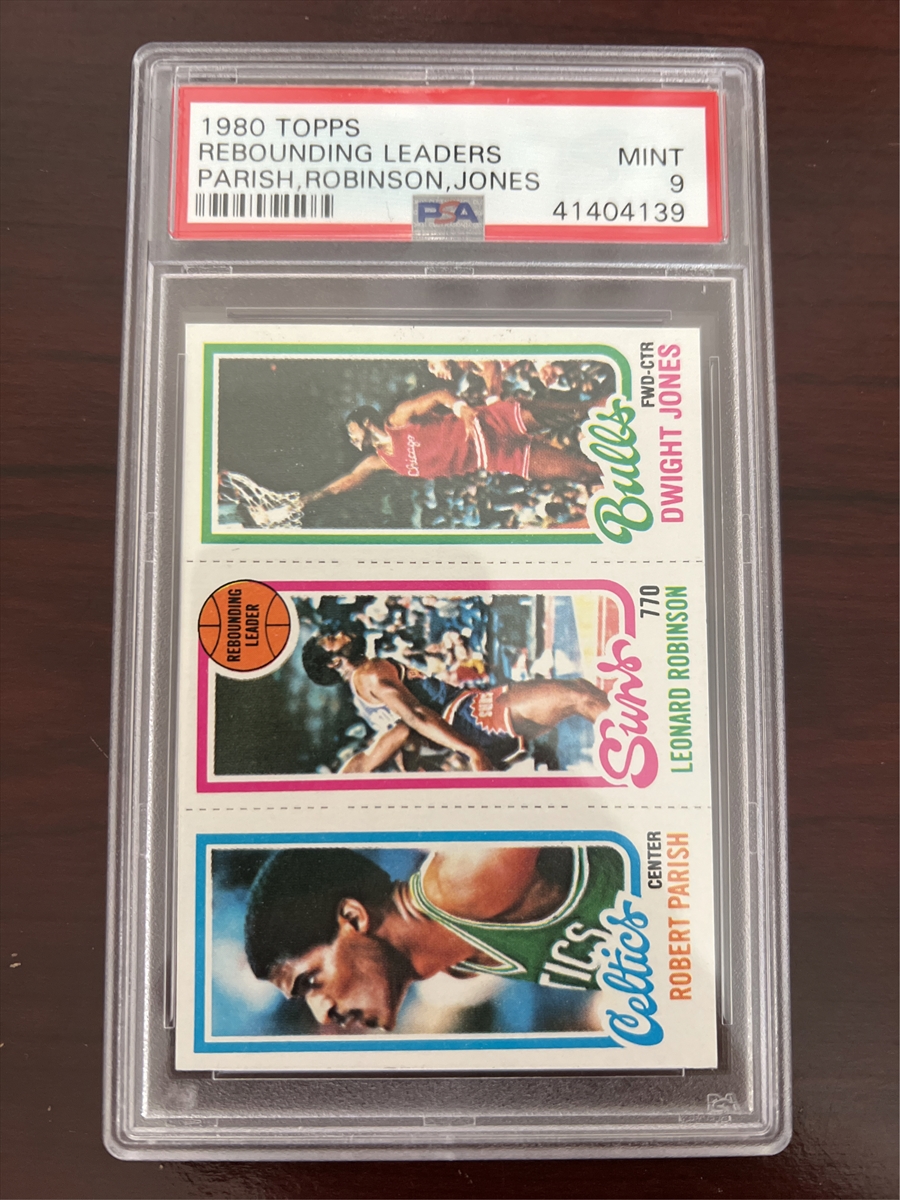 1980 TOPPS
REBOUNDING LEADERS
PARISH,ROBINSON,JONES
MINT
9
41404139
PSA
Chicago
Bulls
FWD-CTR
DWIGHT JONES
REBOUNDING
LEADER
SUNS
Suns
770
LEONARD ROBINSON
TICS
Celtics
CENTER
ROBERT PARISH